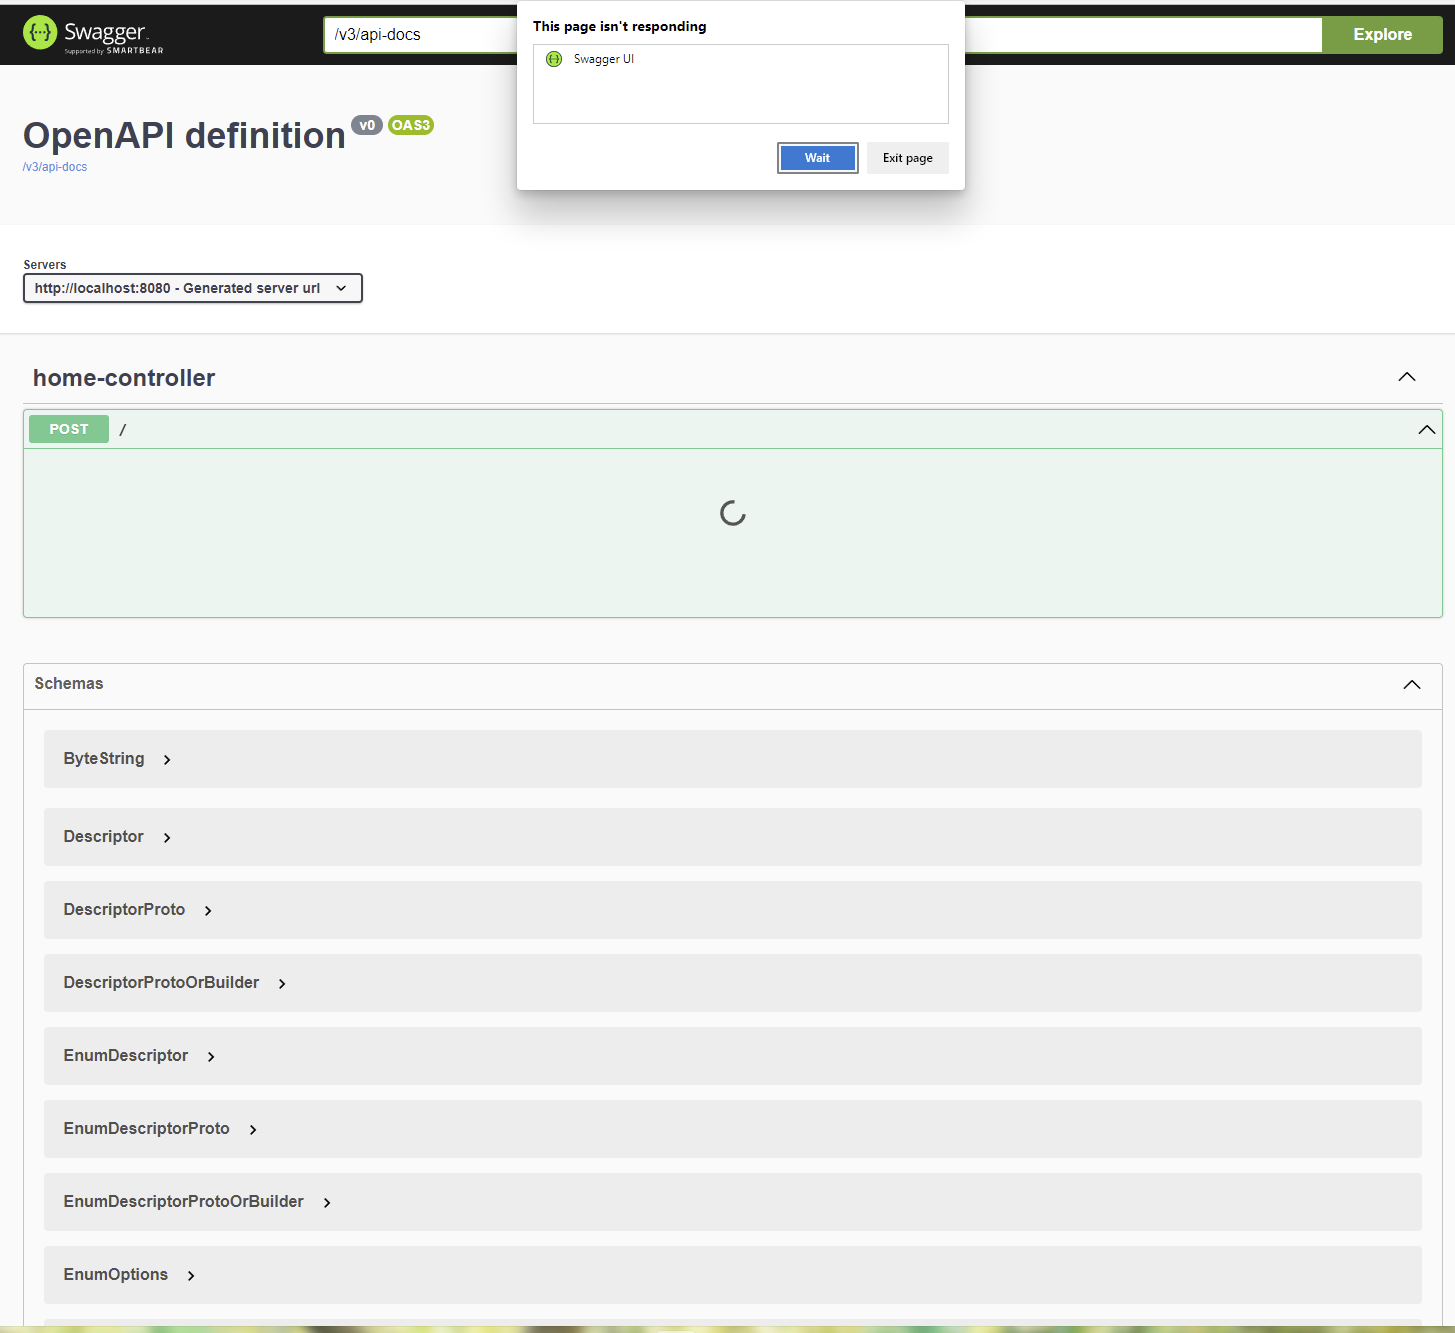 Swagger
Supported by SMARTBEAR
/v3/api-docs
Explore
This page isn't responding
Swagger UI
Wait
Exit page
OpenAPI definition v0 OAS3
/v3/api-docs
Servers
http://localhost:8080 - Generated server url
home-controller
POST /
Schemas
ByteString
Descriptor
DescriptorProto
DescriptorProtoOrBuilder
EnumDescriptor
EnumDescriptorProto
EnumDescriptorProtoOrBuilder
EnumOptions